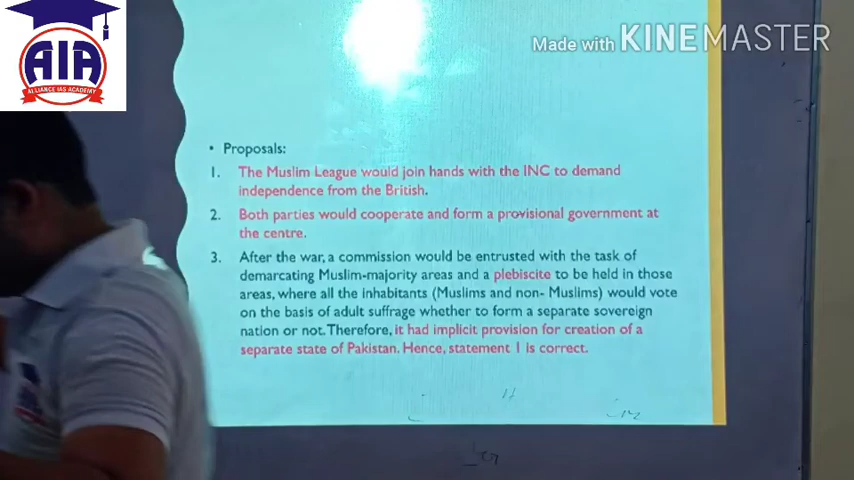 AIA
ALLIANCE IAS ACADEMY
Made with KINEMASTER
• Proposals:
1. The Muslim League would join hands with the INC to demand
independence from the British.
2. Both parties would cooperate and form a provisional government at
the centre.
3. After the war, a commission would be entrusted with the task of
demarcating Muslim-majority areas and a plebiscite to be held in those
areas, where all the inhabitants (Muslims and non- Muslims) would vote
on the basis of adult suffrage whether to form a separate sovereign
nation or not. Therefore, it had implicit provision for creation of a
separate state of Pakistan. Hence, statement 1 is correct.